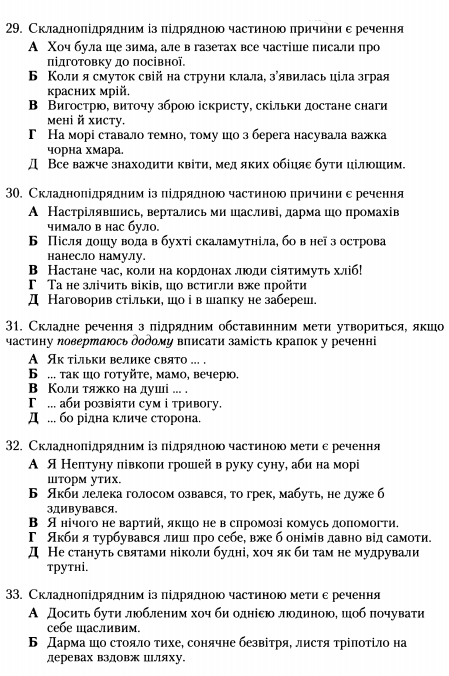 29. Складнопідрядним із підрядною частиною причини є речення
А Хоч була ще зима, але в газетах все частіше писали про
підготовку до посівної.
Б Коли я смуток свій на струни клала, з'явилась ціла зграя
красних мрій.
В Вигострю, виточу зброю іскристу, скільки достане снаги
мені й хисту.
Г На морі ставало темно, тому що з берега насувала важка
чорна хмара.
Д Все важче знаходити квіти, мед яких обіцяє бути цілющим.
30. Складнопідрядним із підрядною частиною причини є речення
А Настрілявшись, вертались ми щасливі, дарма що промахів
чимало в нас було.
Б Після дощу вода в бухті скаламутніла, бо в неї з острова
нанесло намулу.
В Настане час, коли на кордонах люди сіятимуть хліб!
Г Та не злічить віків, що встигли вже пройти
Д Наговорив стільки, що і в шапку не забереш.
31. Складне речення з підрядним обставинним мети утвориться, якщо
частину повертаюсь додому вписати замість крапок у реченні
А Як тільки велике свято ... .
Б ... так що готуйте, мамо, вечерю.
В Коли тяжко на душі ... .
Г ... аби розвіяти сум і тривогу.
Д ... бо рідна кличе сторона.
32. Складнопідрядним із підрядною частиною мети є речення
А Я Нептуну півкопи грошей в руку суну, аби на морі
шторм утих.
Б Якби лелека голосом озвався, то грек, мабуть, не дуже б
здивувався.
В Я нічого не вартий, якщо не в спромозі комусь допомогти.
Г Якби я турбувався лиш про себе, вже б онімів давно від самоти.
Д Не стануть святами ніколи будні, хоч як би там не мудрували
трутні.
33. Складнопідрядним із підрядною частиною мети є речення
А Досить бути любленим хоч би однією людиною, щоб почувати
себе щасливим.
Б Дарма що стояло тихе, сонячне безвітря, листя тріпотіло на
деревах вздовж шляху.